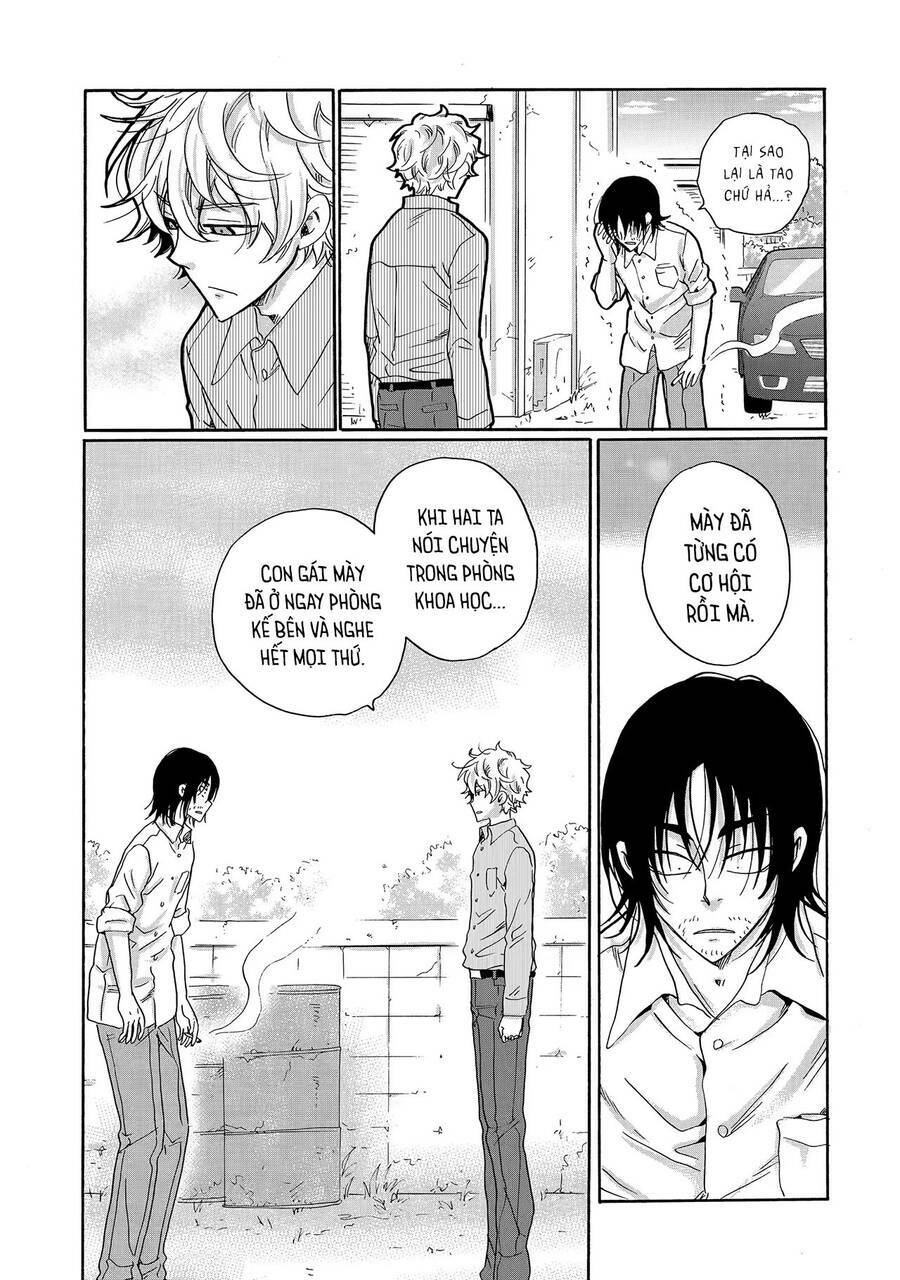 TẠI SAO
LẠI LÀ TAO
CHỨ HẢ...?
MÀY ĐÃ
TỪNG CÓ
CƠ HỘI
RỒI MÀ.
KHI HAI TA
NÓI CHUYỆN
TRONG PHÒNG
KHOA HỌC...
CON GÁI MÀY
ĐÃ Ở NGAY PHÒNG
KẾ BÊN VÀ NGHE
HẾT MỌI THỨ.